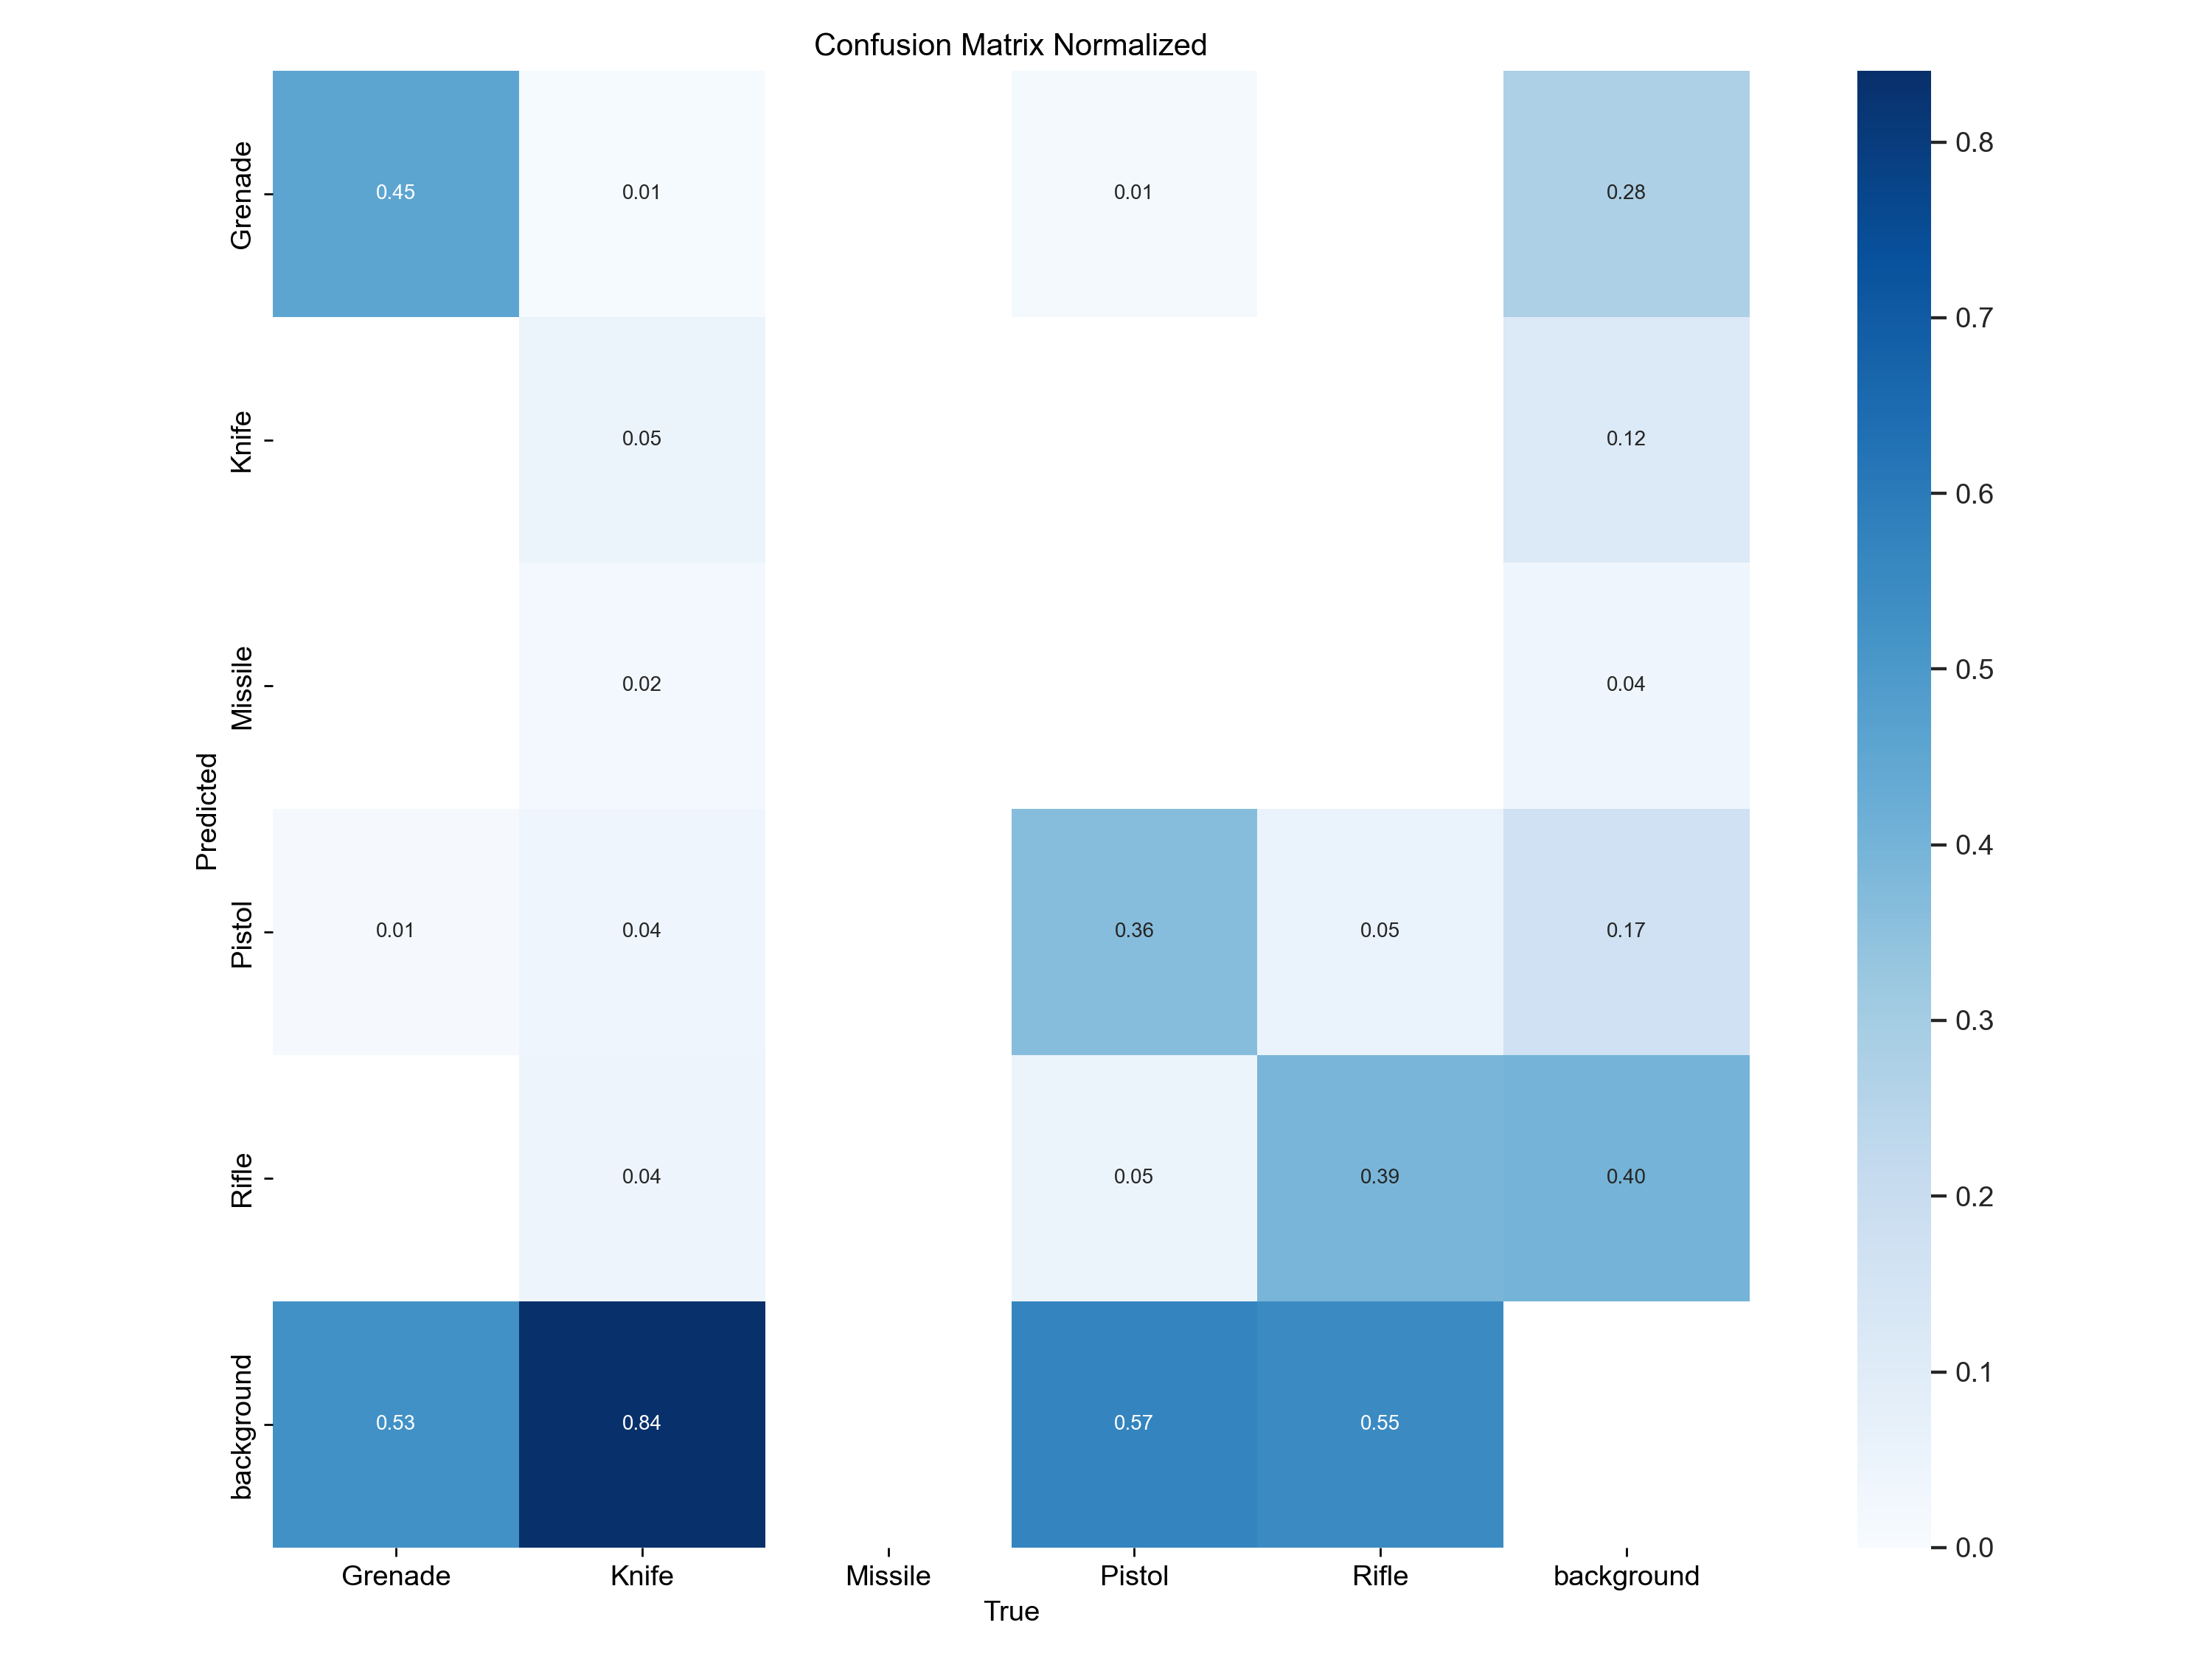 Confusion Matrix Normalized
Grenade
0.45
0.01
0.01
0.28
0.8
0.7
Knife
0.05
0.12
0.6
0.5
Missile
0.02
0.04
Predicted
0.4
Pistol
0.01
0.04
0.36
0.05
0.17
0.3
Rifle
0.04
0.05
0.39
0.40
0.2
0.1
background
0.53
0.84
0.57
0.55
0.0
Grenade
Knife
Missile
Pistol
Rifle
background
True